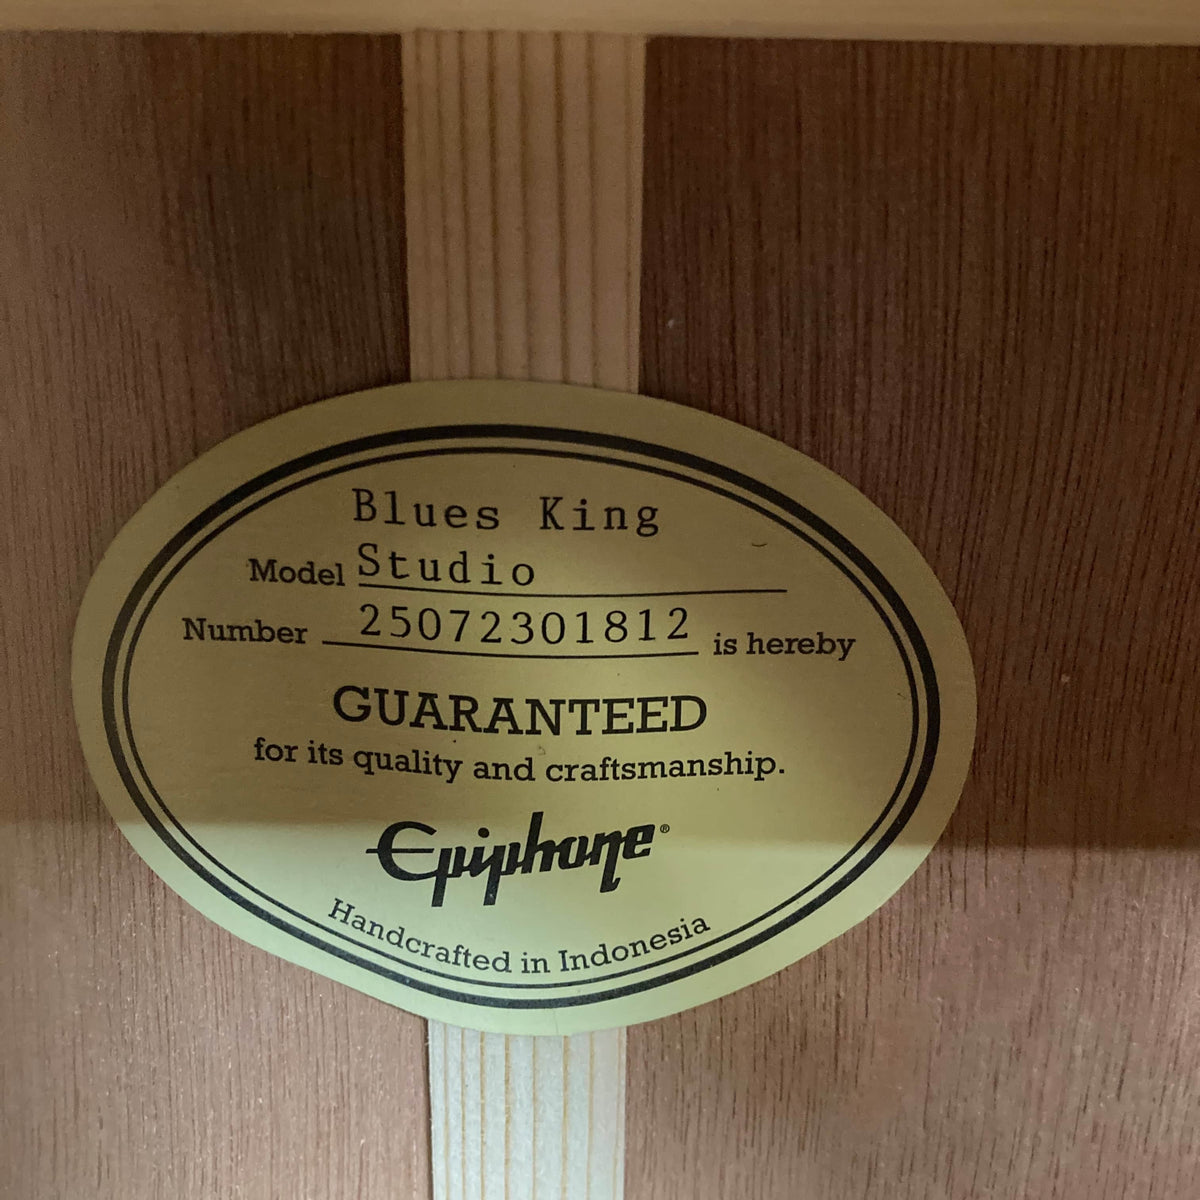 Blues King
Model Studio
Number 25072301812 is hereby
GUARANTEED
for its quality and craftsmanship.
Epiphone®
Handcrafted in Indonesia